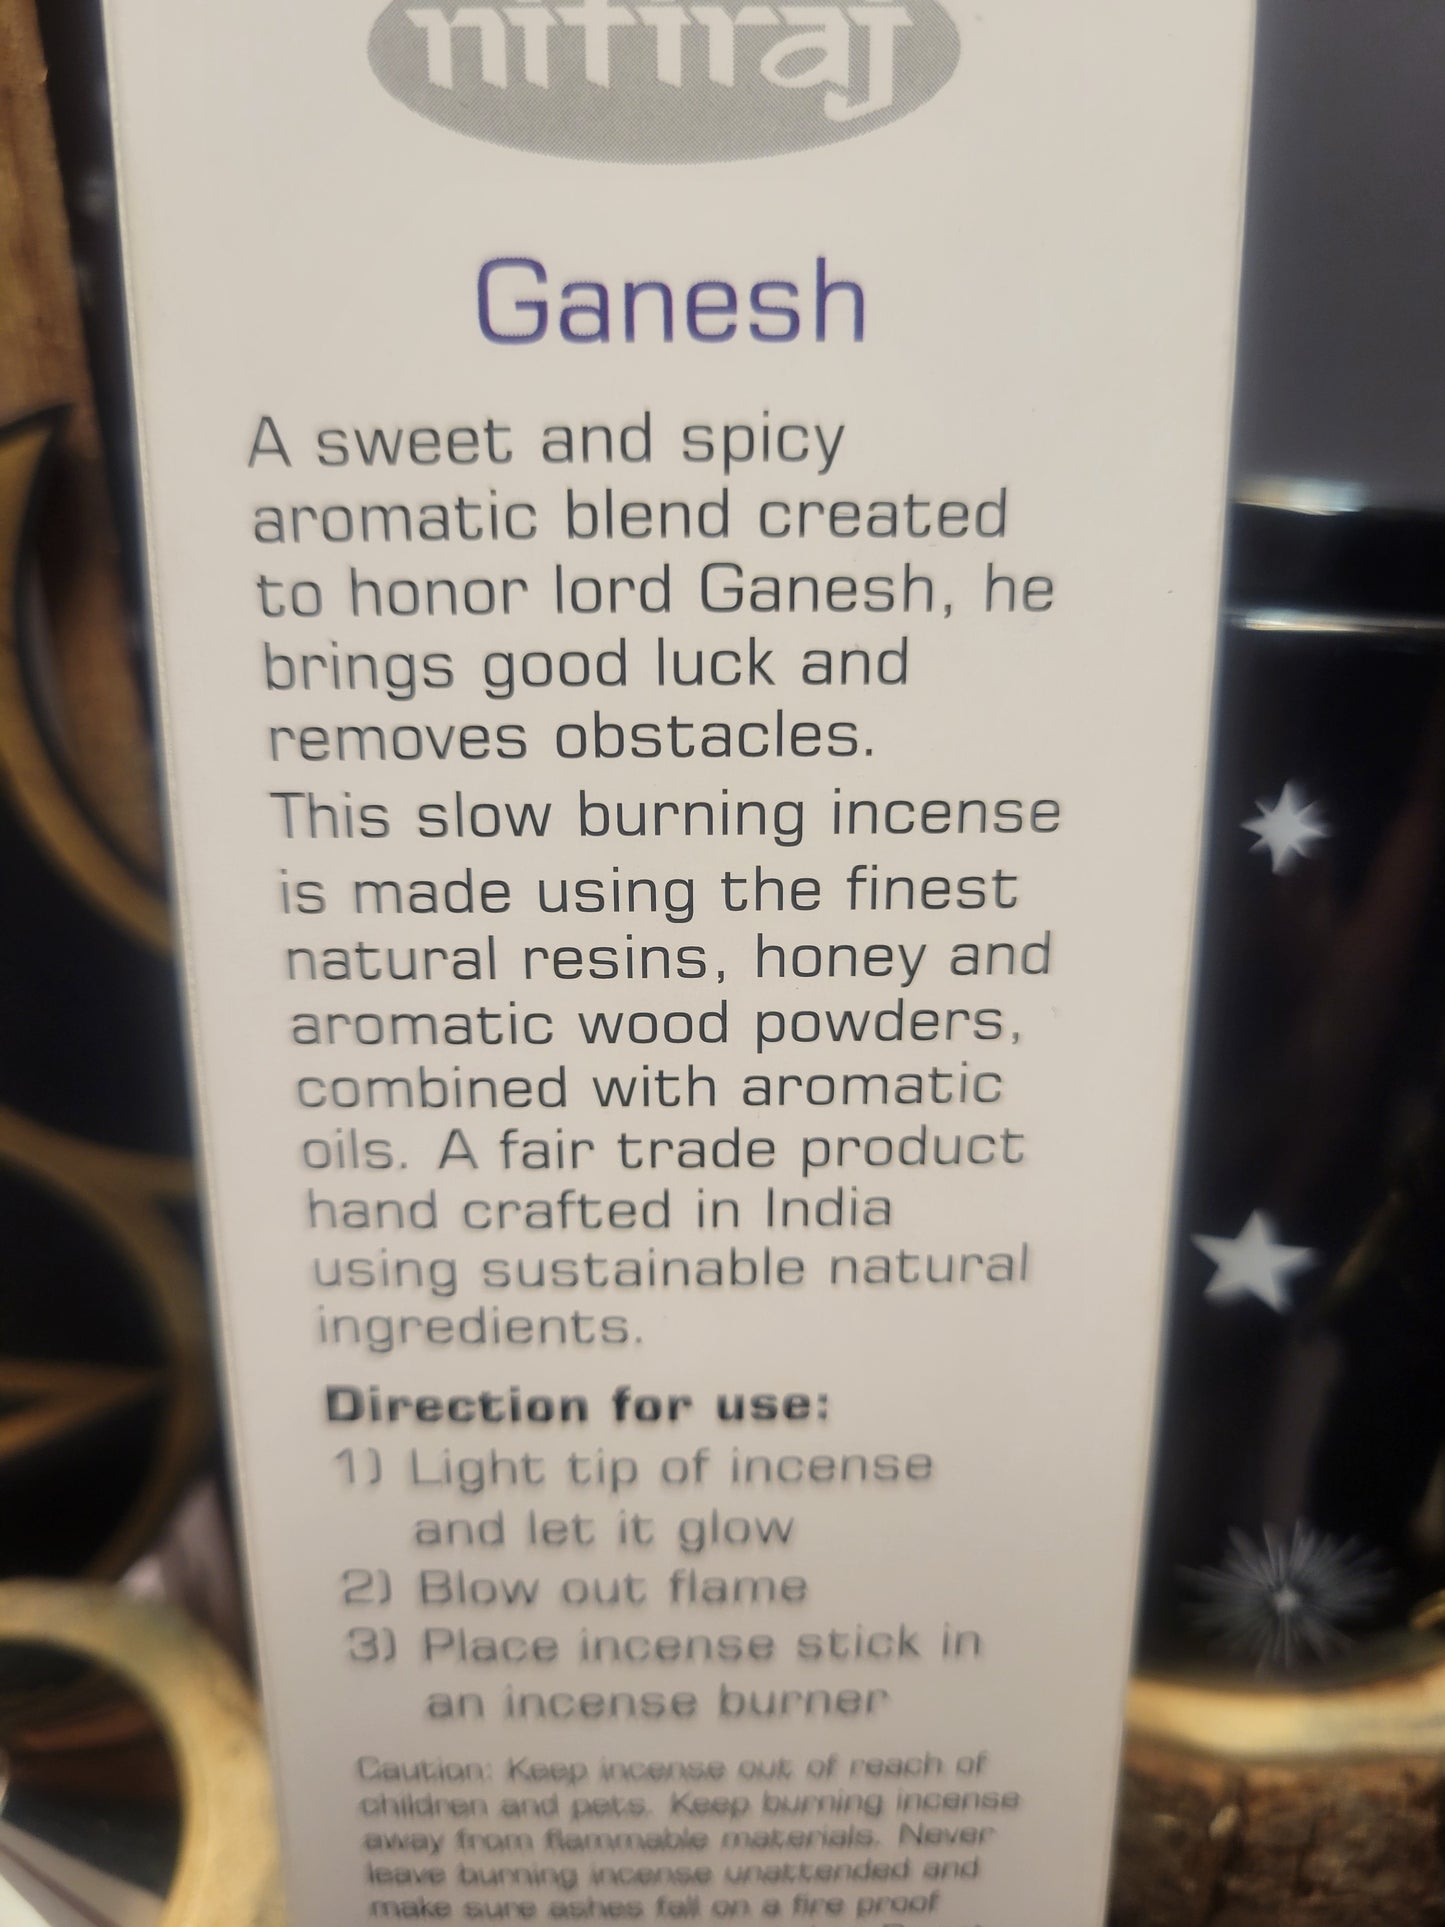 nitiraj
Ganesh
A sweet and spicy
aromatic blend created
to honor lord Ganesh, he
brings good luck and
removes obstacles.
This slow burning incense
is made using the finest
natural resins, honey and
aromatic wood powders,
combined with aromatic
oils. A fair trade product
hand crafted in India
using sustainable natural
ingredients.
Direction for use:
1) Light tip of incense
and let it glow
2) Blow out flame
3) Place incense stick in
an incense burner
Caution: Keep incense out of reach of
children and pets. Keep burning incense
away from flammable materials. Never
leave burning incense unattended and
make sure ashes fall on a fire proof